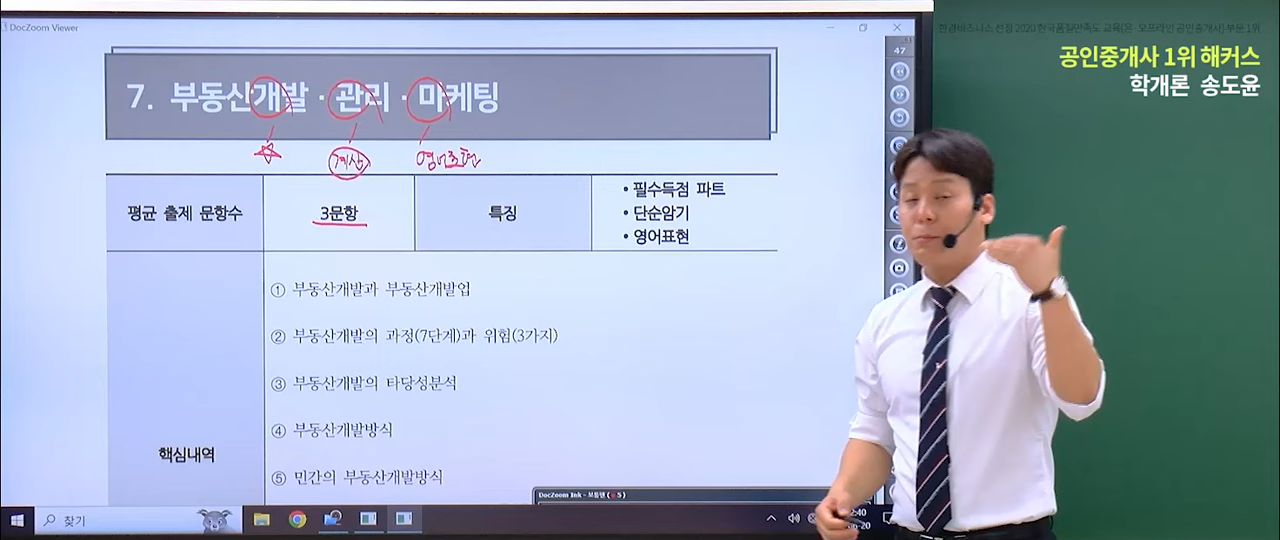 DocZoom Viewer
한경비즈니스 선정 2020 한국품질만족도 교육(온·오프라인 공인중개사) 부문 1위
공인중개사 1위 해커스
학개론 송도윤
47
7. 부동산개발 · 관리 · 마케팅
계산
영어표현
평균 출제 문항수
3문항
특징
• 필수득점 파트
• 단순암기
• 영어표현
① 부동산개발과 부동산개발업
② 부동산개발의 과정(7단계)과 위험(3가지)
③ 부동산개발의 타당성분석
④ 부동산개발방식
핵심내역
⑤ 민간의 부동산개발방식
DocZoom Ink - 보통펜 ( 5 )
찾기
2:40